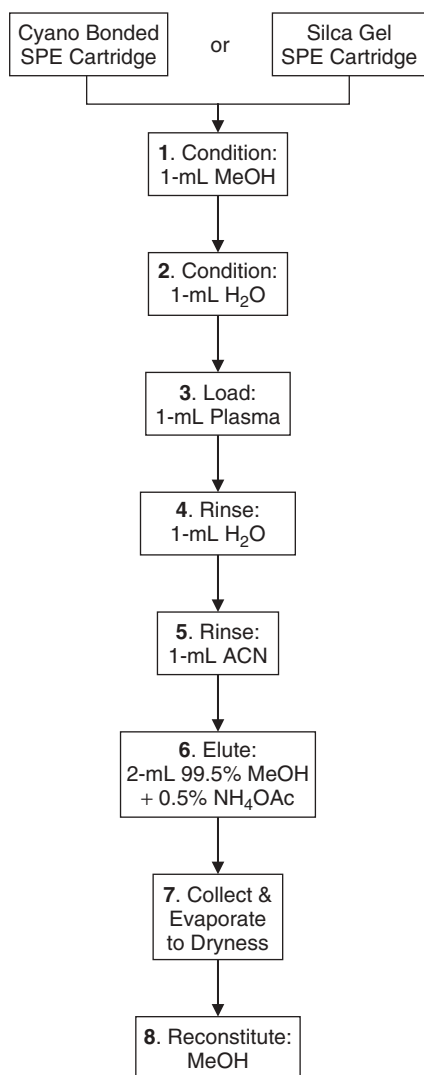 Cyano Bonded
SPE Cartridge
or
Silca Gel
SPE Cartridge
1. Condition:
1-mL MeOH
2. Condition:
1-mL H₂O
3. Load:
1-mL Plasma
4. Rinse:
1-mL H₂O
5. Rinse:
1-mL ACN
6. Elute:
2-mL 99.5% MeOH
+ 0.5% NH₄OAc
7. Collect &
Evaporate
to Dryness
8. Reconstitute:
MeOH